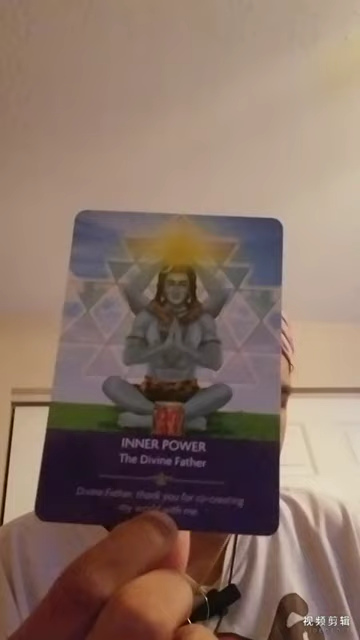 INNER POWER
The Divine Father
Divine Father, thank you for co-creating
my world with me
视频剪辑